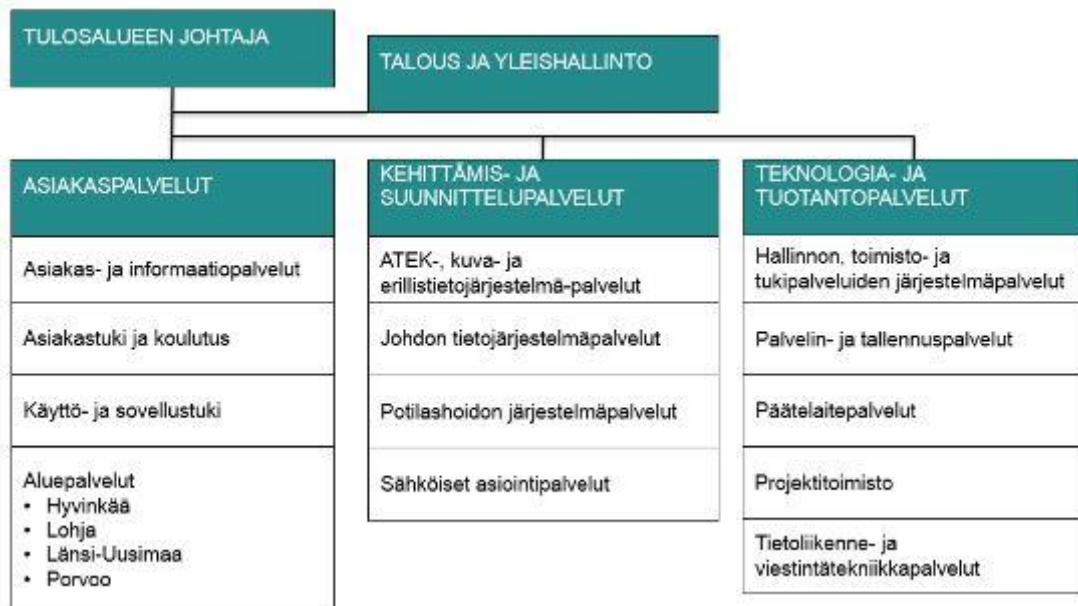 TULOSALUEEN JOHTAJA
TALOUS JA YLEISHALLINTO
ASIAKASPALVELUT
Asiakas- ja informaatiopalvelut
Asiakastuki ja koulutus
Käyttö- ja sovellustuki
Aluepalvelut
• Hyvinkää
• Lohja
• Länsi-Uusimaa
• Porvoo
KEHITTÄMIS- JA
SUUNNITTELUPALVELUT
ATEK-, kuva- ja
erillistietojärjestelmä-palvelut
Johdon tietojärjestelmäpalvelut
Potilashoidon järjestelmäpalvelut
Sähköiset asiointipalvelut
TEKNOLOGIA- JA
TUOTANTOPALVELUT
Hallinnon, toimisto- ja
tukipalveluiden järjestelmäpalvelut
Palvelin- ja tallennuspalvelut
Päätelaitepalvelut
Projektitoimisto
Tietoliikenne- ja
viestintätekniikkapalvelut